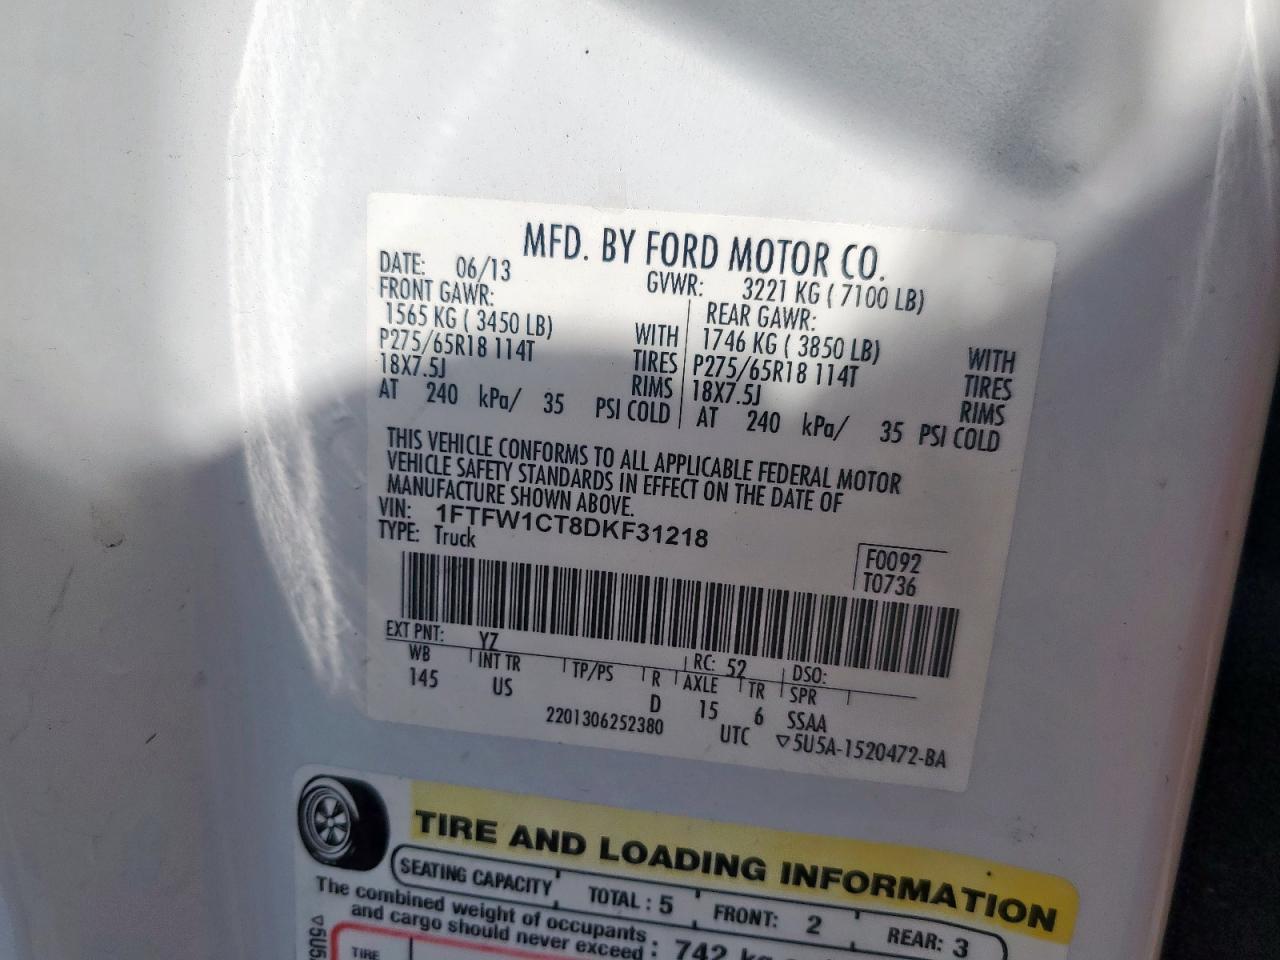 MFD. BY FORD MOTOR CO.
DATE: 06/13 GVWR: 3221 KG ( 7100 LB)
FRONT GAWR: REAR GAWR:
1565 KG ( 3450 LB) WITH 1746 KG ( 3850 LB) WITH
P275/65R18 114T TIRES P275/65R18 114T TIRES
18X7.5J RIMS 18X7.5J RIMS
AT 240 kPa/ 35 PSI COLD AT 240 kPa/ 35 PSI COLD
THIS VEHICLE CONFORMS TO ALL APPLICABLE FEDERAL MOTOR
VEHICLE SAFETY STANDARDS IN EFFECT ON THE DATE OF
MANUFACTURE SHOWN ABOVE.
VIN: 1FTFW1CT8DKF31218
TYPE: Truck
F0092
T0736
EXT PNT: YZ RC: 52 DSO:
WB INT TR TP/PS R AXLE TR SPR
145 US D 15 6 SSAA
2201306252380 UTC ▽5U5A-1520472-BA
TIRE AND LOADING INFORMATION
SEATING CAPACITY TOTAL : 5 FRONT: 2 REAR: 3
The combined weight of occupants
and cargo should never exceed : 742 kg
▽5U5
TIRE